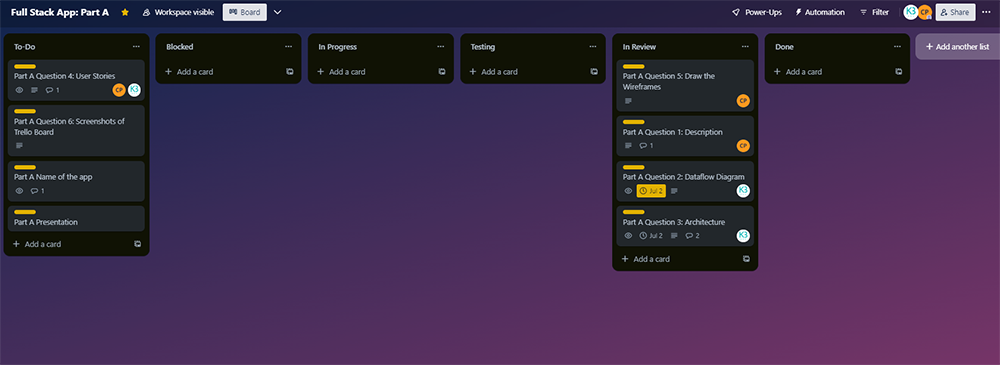 Full Stack App: Part A
Workspace visible
Board
Power-Ups
Automation
Filter
K3
CP
Share
To-Do
Part A Question 4: User Stories
1
CP
K3
Part A Question 6: Screenshots of
Trello Board
Part A Name of the app
1
Part A Presentation
+ Add a card
Blocked
+ Add a card
In Progress
+ Add a card
Testing
+ Add a card
In Review
Part A Question 5: Draw the
Wireframes
CP
Part A Question 1: Description
1
CP
Part A Question 2: Dataflow Diagram
Jul 2
K3
Part A Question 3: Architecture
Jul 2
2
K3
+ Add a card
Done
+ Add a card
+ Add another list